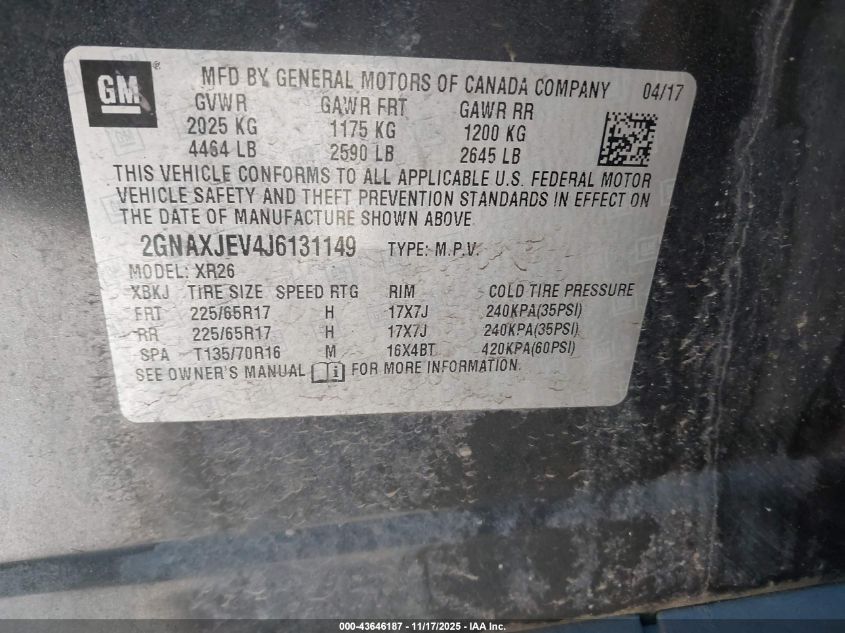 GM ®
MFD BY GENERAL MOTORS OF CANADA COMPANY 04/17
GVWR GAWR FRT GAWR RR
2025 KG 1175 KG 1200 KG
4464 LB 2590 LB 2645 LB
THIS VEHICLE CONFORMS TO ALL APPLICABLE U.S. FEDERAL MOTOR
VEHICLE SAFETY AND THEFT PREVENTION STANDARDS IN EFFECT ON
THE DATE OF MANUFACTURE SHOWN ABOVE.
2GNAXJEV4J6131149 TYPE: M.P.V.
MODEL: XR26
XBKJ TIRE SIZE SPEED RTG RIM COLD TIRE PRESSURE
FRT 225/65R17 H 17X7J 240KPA(35PSI)
RR 225/65R17 H 17X7J 240KPA(35PSI)
SPA T135/70R16 M 16X4BT 420KPA(60PSI)
SEE OWNER'S MANUAL i FOR MORE INFORMATION.
000-43646187 - 11/17/2025 - IAA Inc.